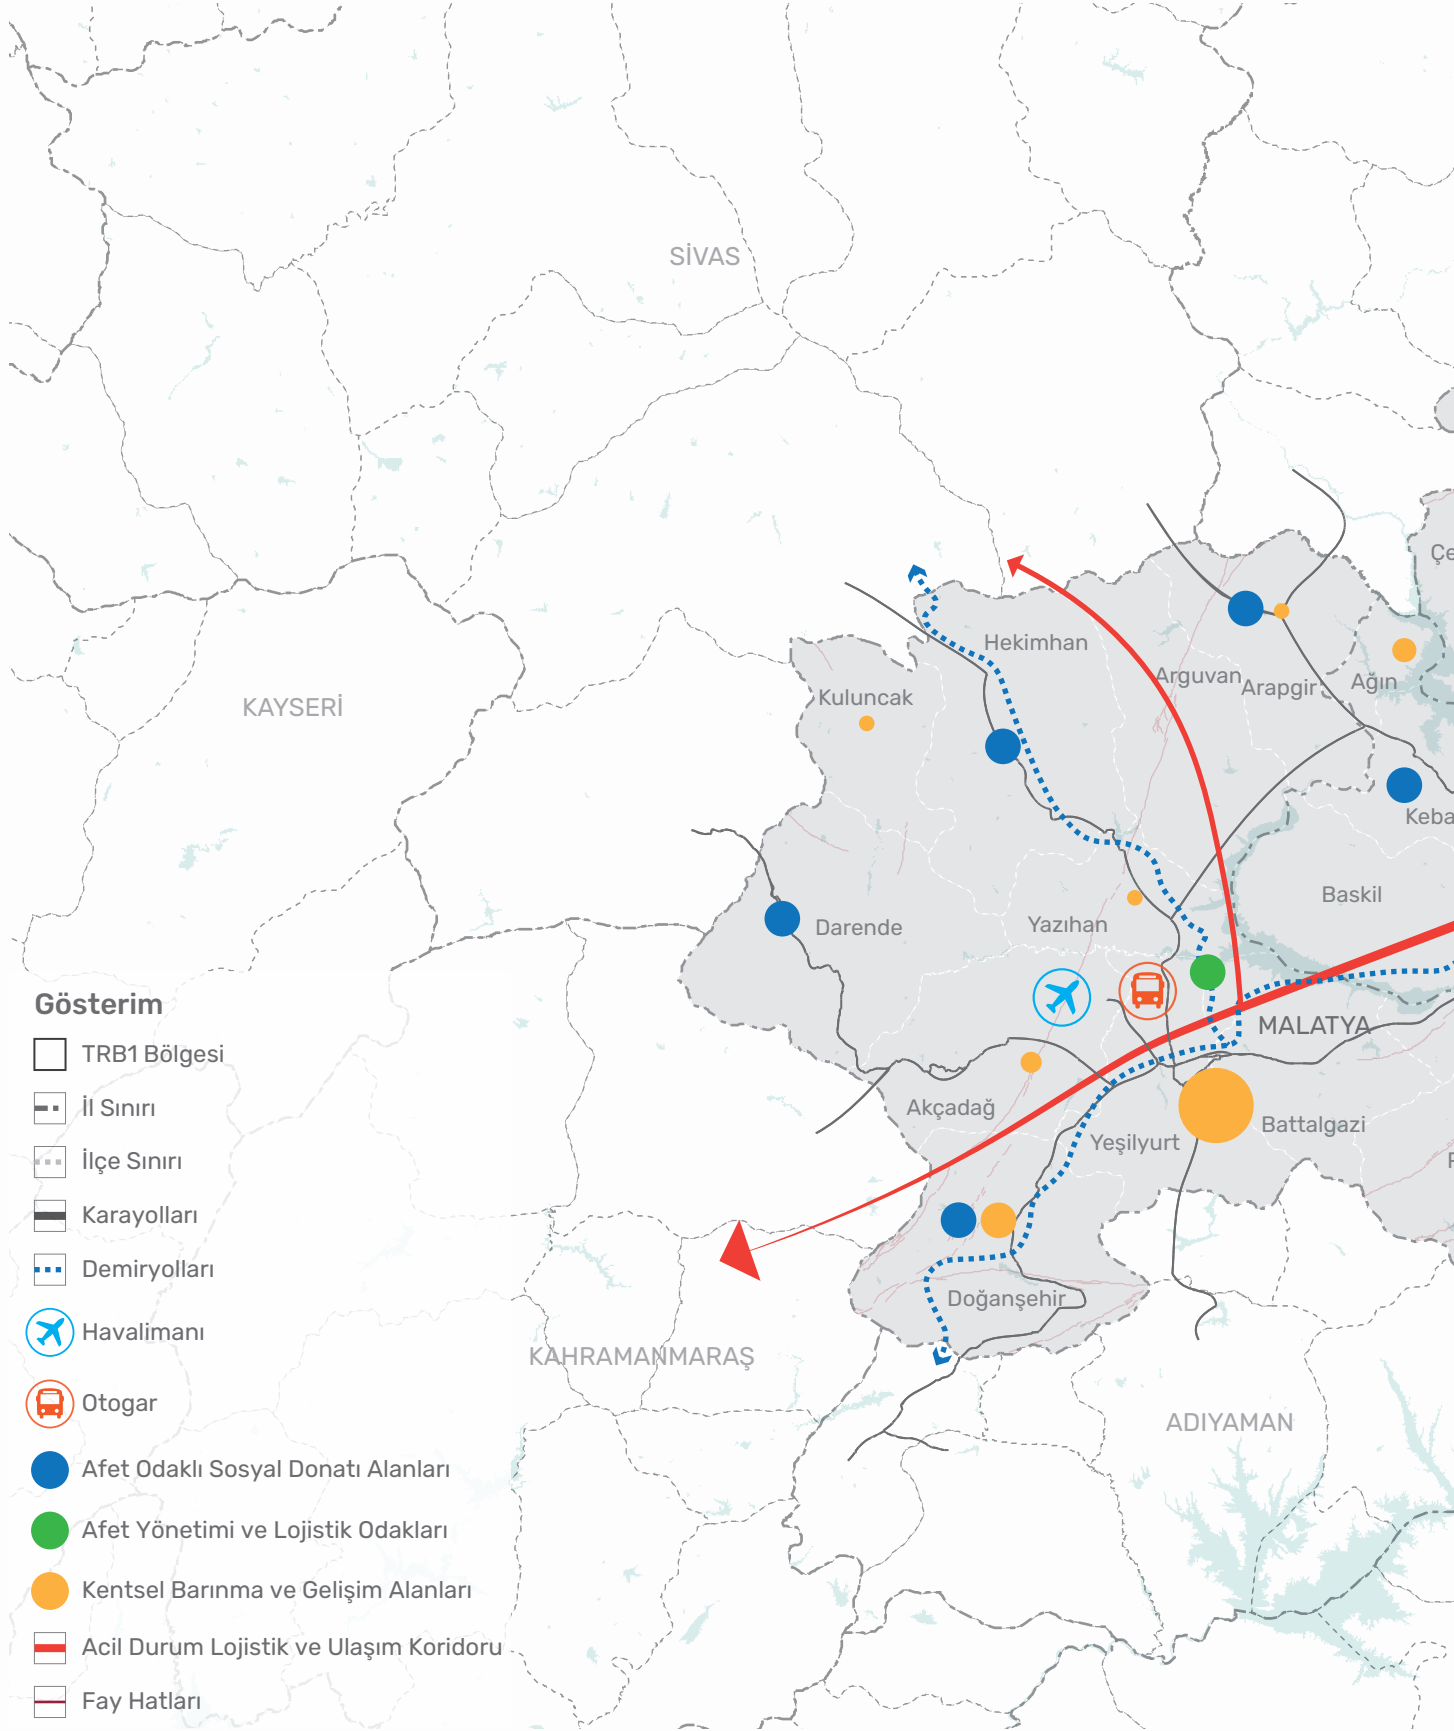 SİVAS
Çe
Hekimhan
Arguvan
Arapgir
Ağın
Kuluncak
KAYSERİ
Keba
Baskil
Darende
Yazıhan
MALATYA
Akçadağ
Battalgazi
Yeşilyurt
Doğanşehir
KAHRAMANMARAŞ
ADIYAMAN
Gösterim
TRB1 Bölgesi
İl Sınırı
İlçe Sınırı
Karayolları
Demiryolları
Havalimanı
Otogar
Afet Odaklı Sosyal Donatı Alanları
Afet Yönetimi ve Lojistik Odakları
Kentsel Barınma ve Gelişim Alanları
Acil Durum Lojistik ve Ulaşım Koridoru
Fay Hatları